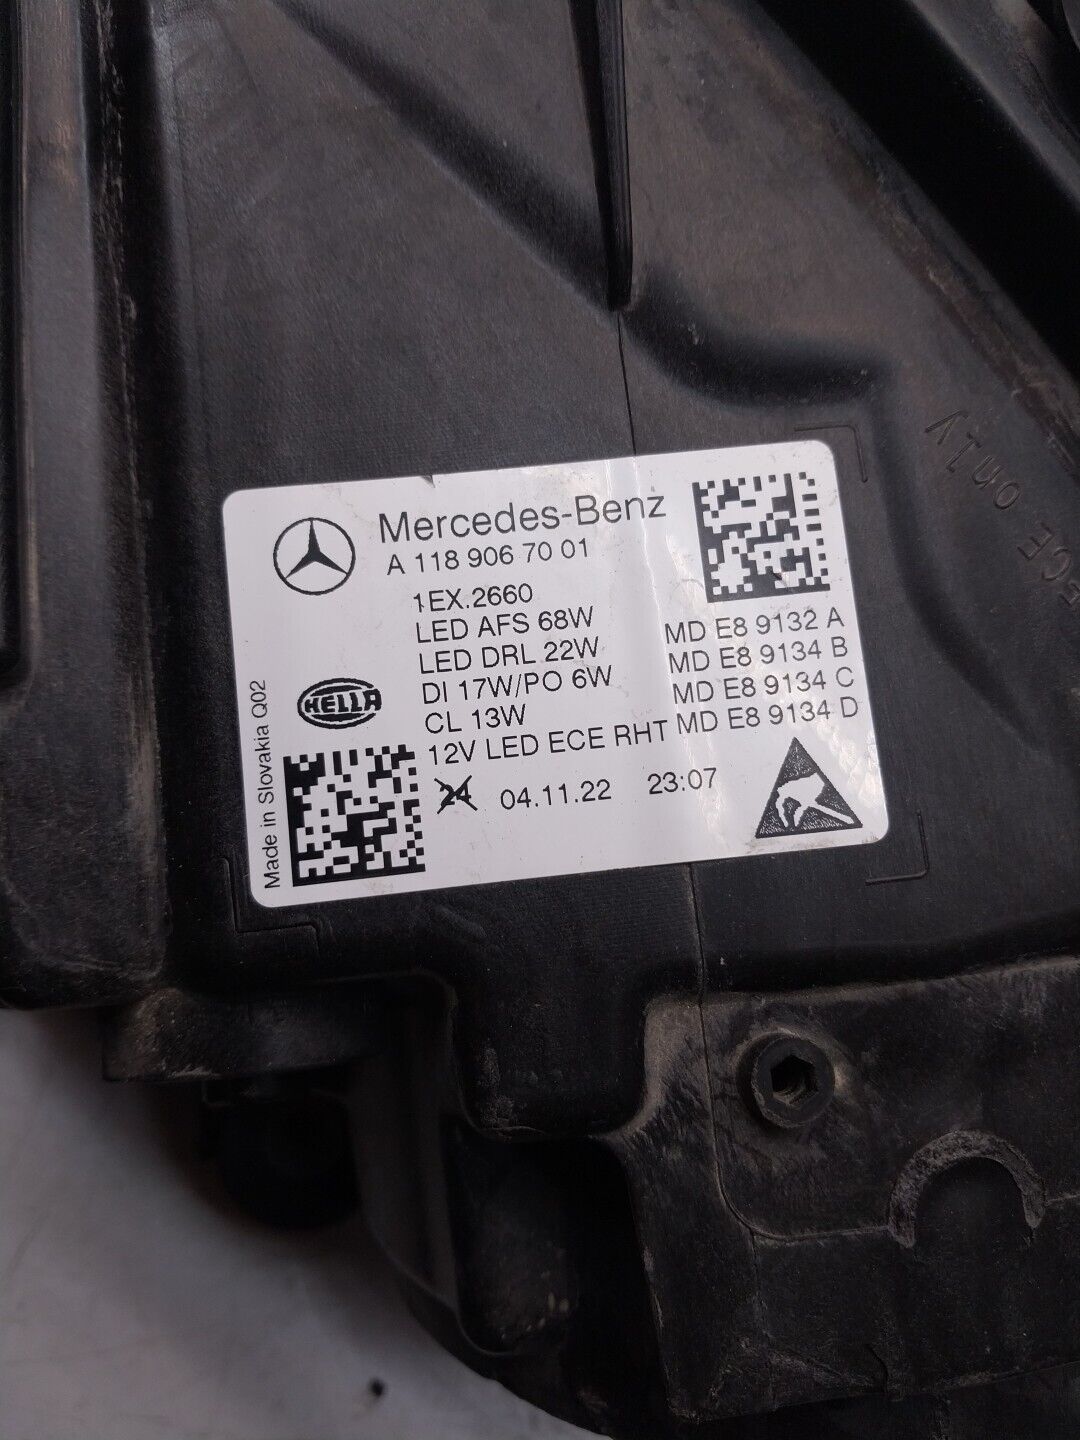 Mercedes-Benz
A 118 906 70 01
1EX.2660
LED AFS 68W
LED DRL 22W
DI 17W/PO 6W
CL 13W
12V LED ECE RHT
MD E8 9132 A
MD E8 9134 B
MD E8 9134 C
MD E8 9134 D
HELLA
Made in Slovakia Q02
24 04.11.22 23:07
ECE only